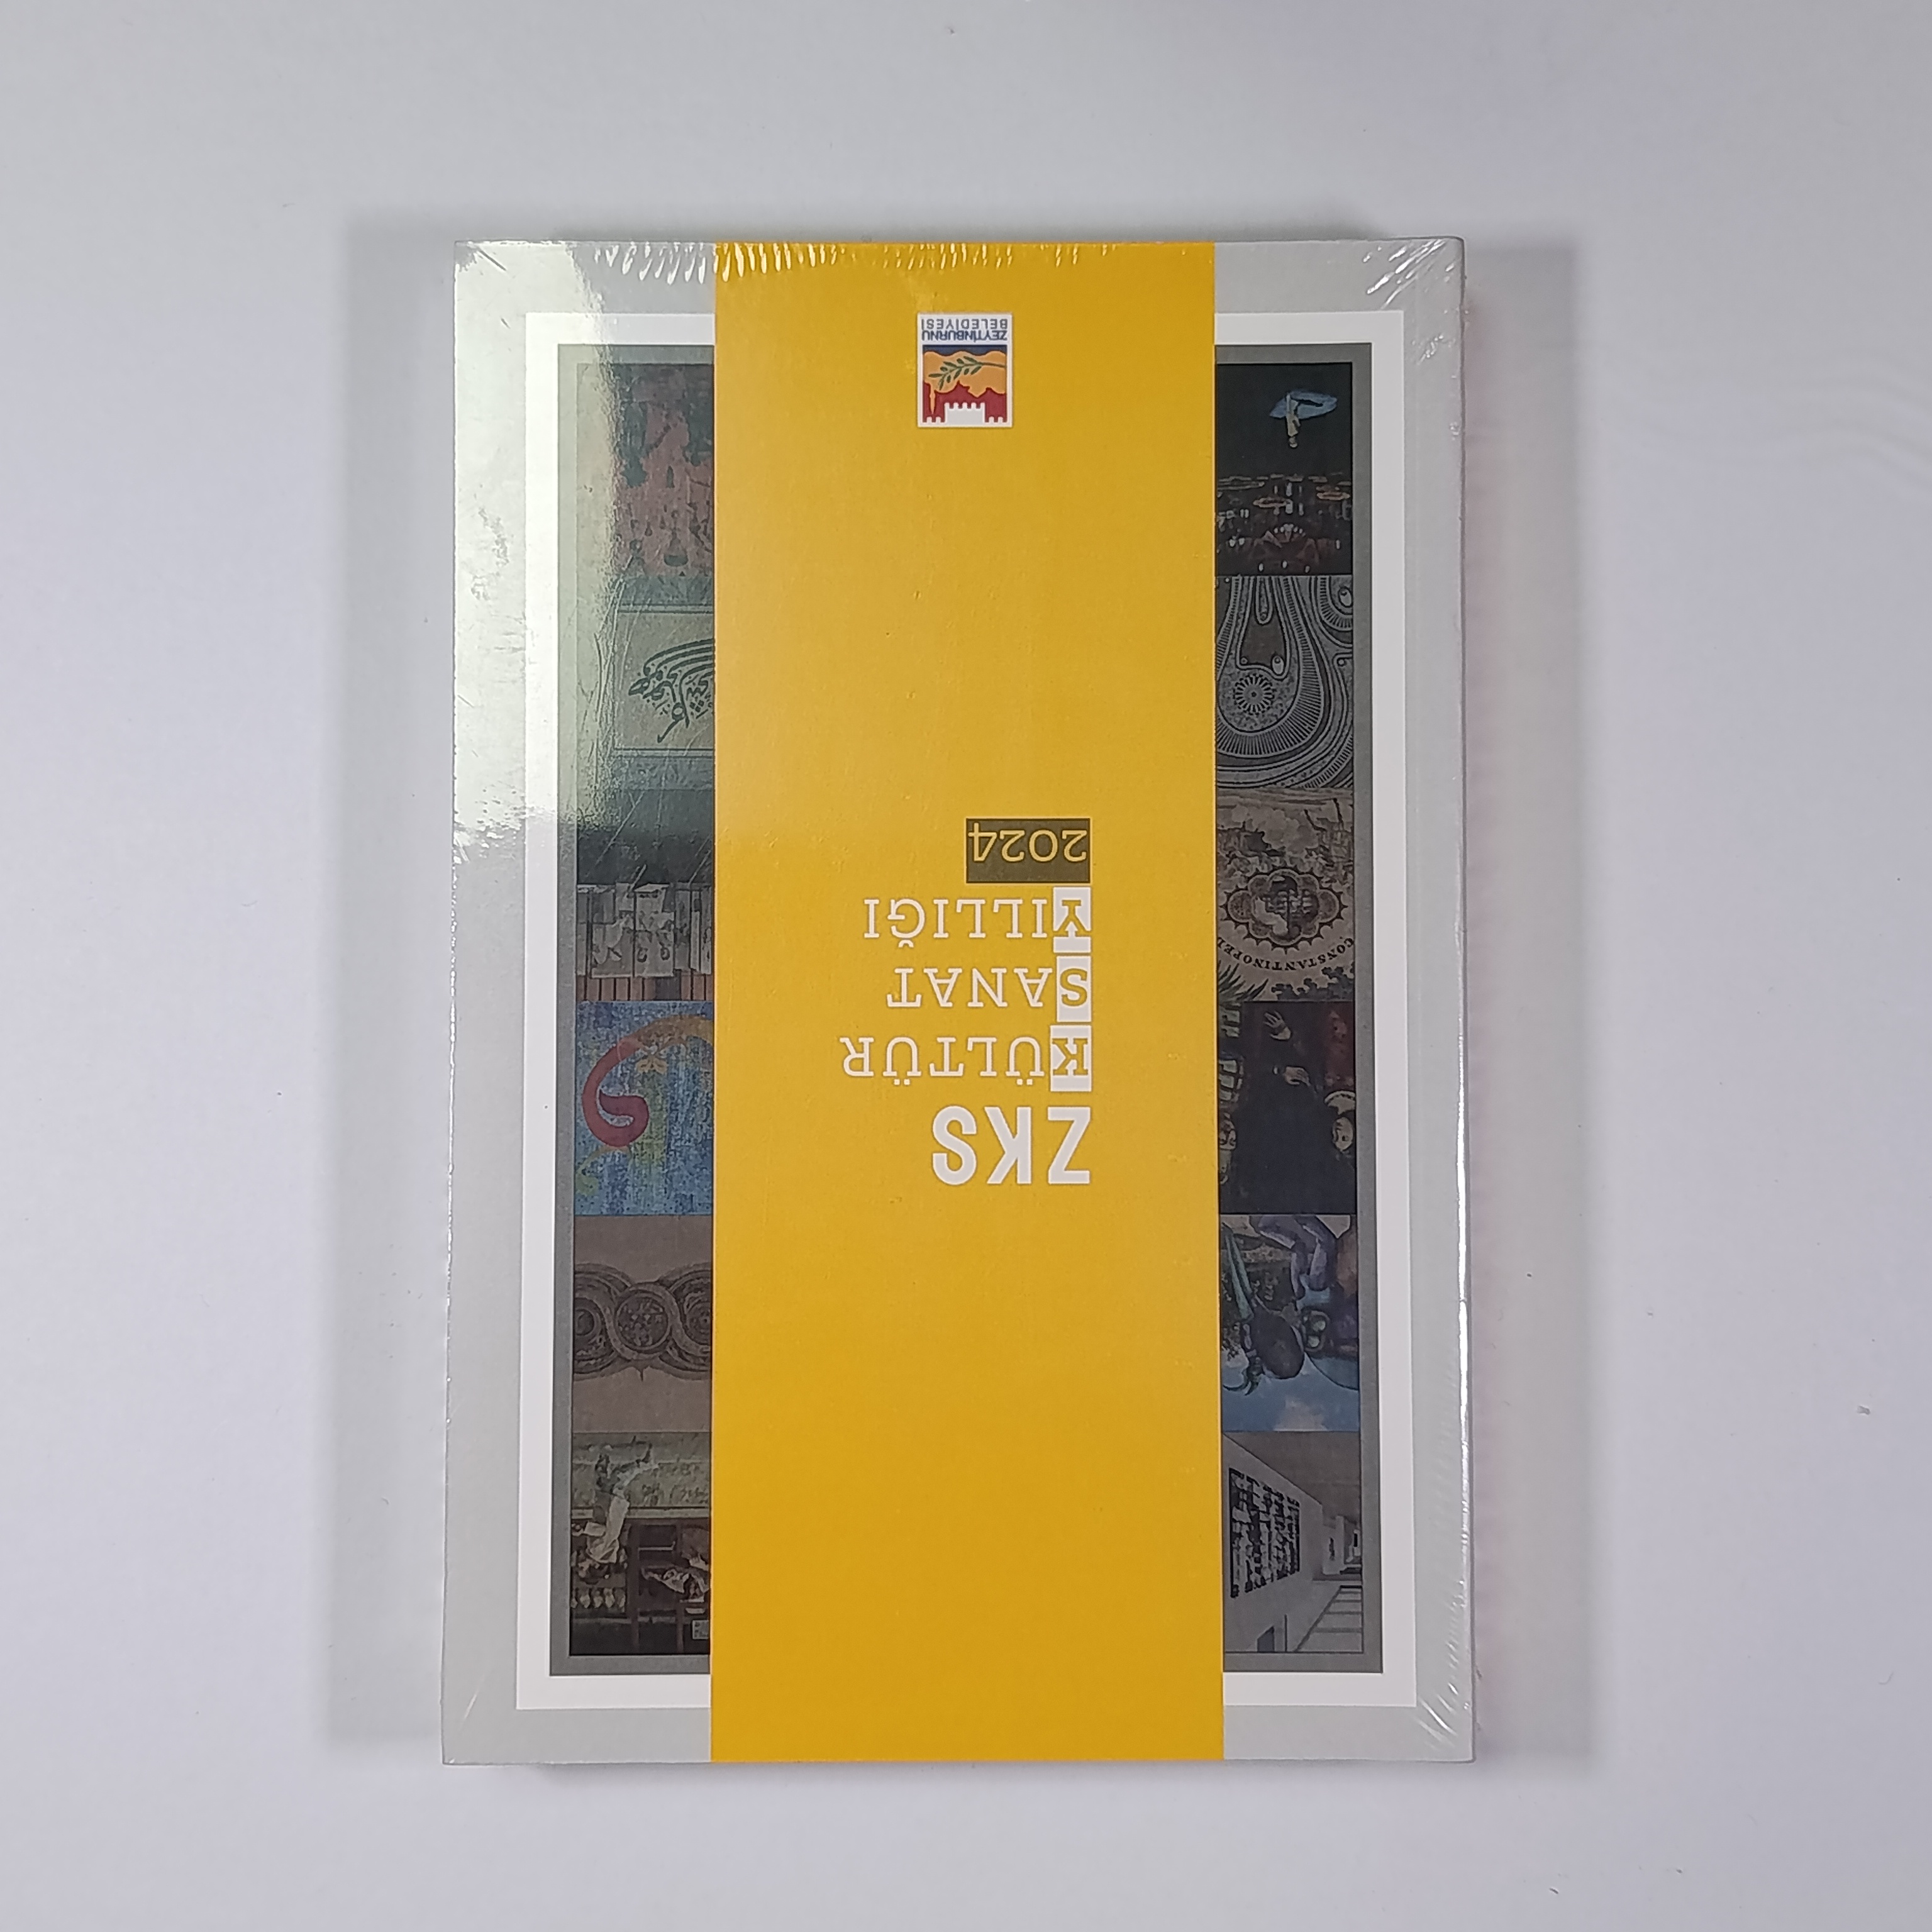 ZKS
KÜLTÜR
SANAT
YILLIĞI
2024
ZEYTİNBURNU
BELEDİYESİ